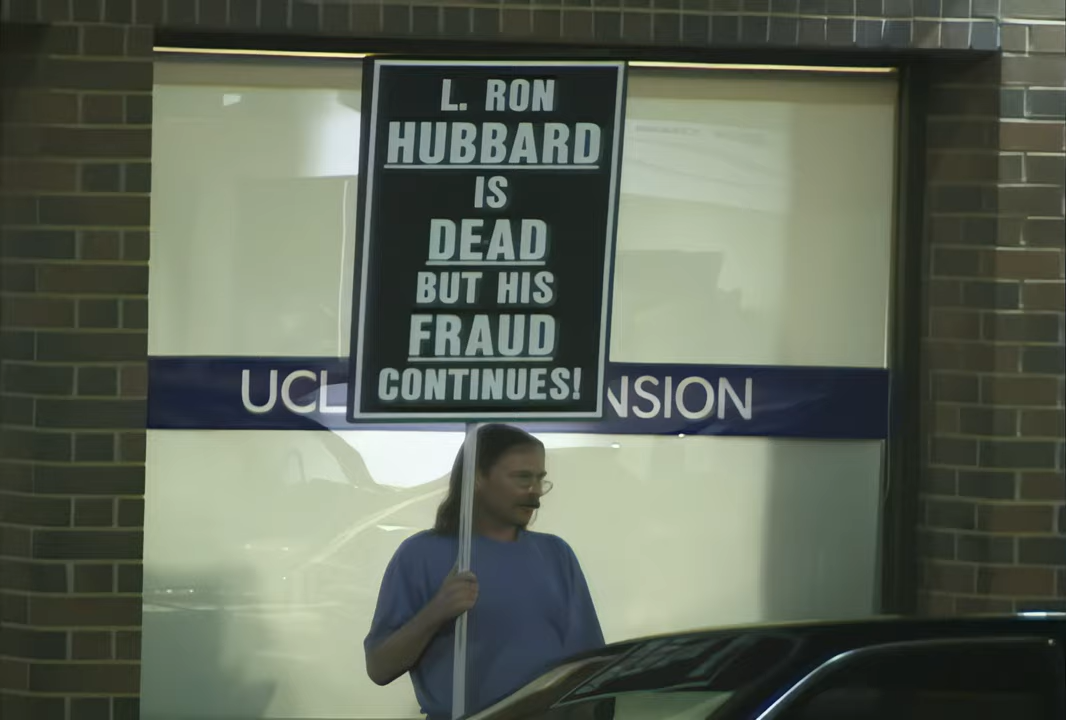 L. RON
HUBBARD
IS
DEAD
BUT HIS
FRAUD
CONTINUES!
UCL NSION